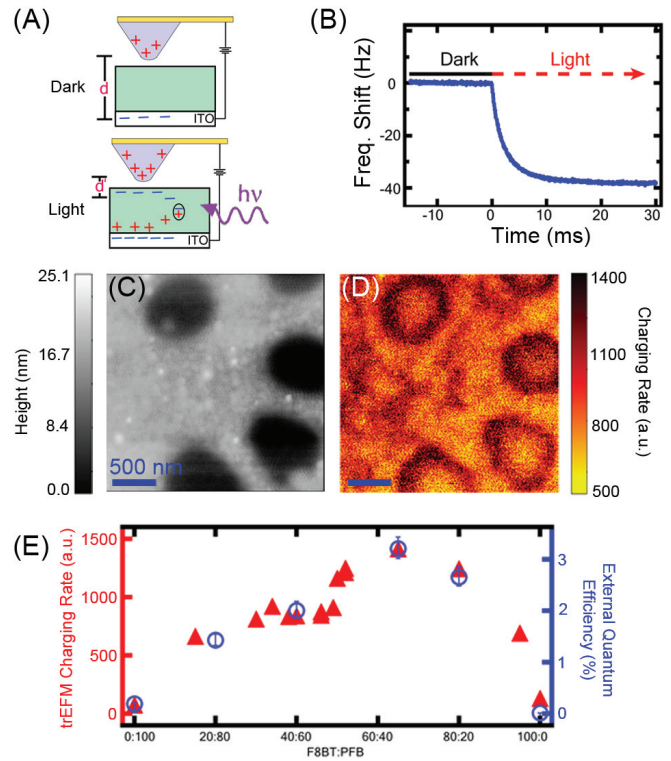 (A)
Dark
d
+ + +
ITO
Light
d'
hν
ITO
(B)
Freq. Shift (Hz)
Dark
Light
0
-20
-40
-10
0
10
20
30
Time (ms)
(C)
Height (nm)
25.1
16.7
8.4
0.0
500 nm
(D)
1400
1100
800
500
Charging Rate (a.u.)
(E)
trEFM Charging Rate (a.u.)
1500
1000
500
0
External Quantum
Efficiency (%)
3
2
1
0
0:100
20:80
40:60
60:40
80:20
100:0
F8BT:PFB